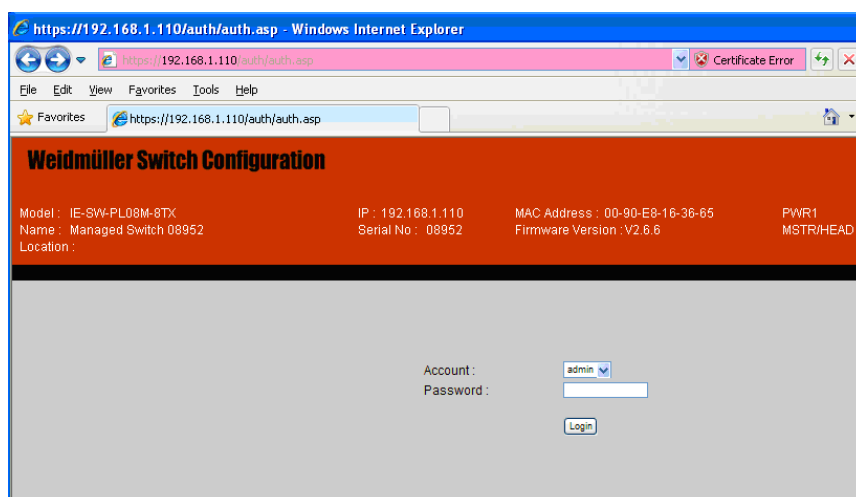 https://192.168.1.110/auth/auth.asp - Windows Internet Explorer
https://192.168.1.110/auth/auth.asp Certificate Error
File Edit View Favorites Tools Help
Favorites https://192.168.1.110/auth/auth.asp
Weidmüller Switch Configuration
Model : IE-SW-PL08M-8TX IP : 192.168.1.110 MAC Address : 00-90-E8-16-36-65 PWR1
Name : Managed Switch 08952 Serial No : 08952 Firmware Version : V2.6.6 MSTR/HEAD
Location :
Account : admin
Password :
Login